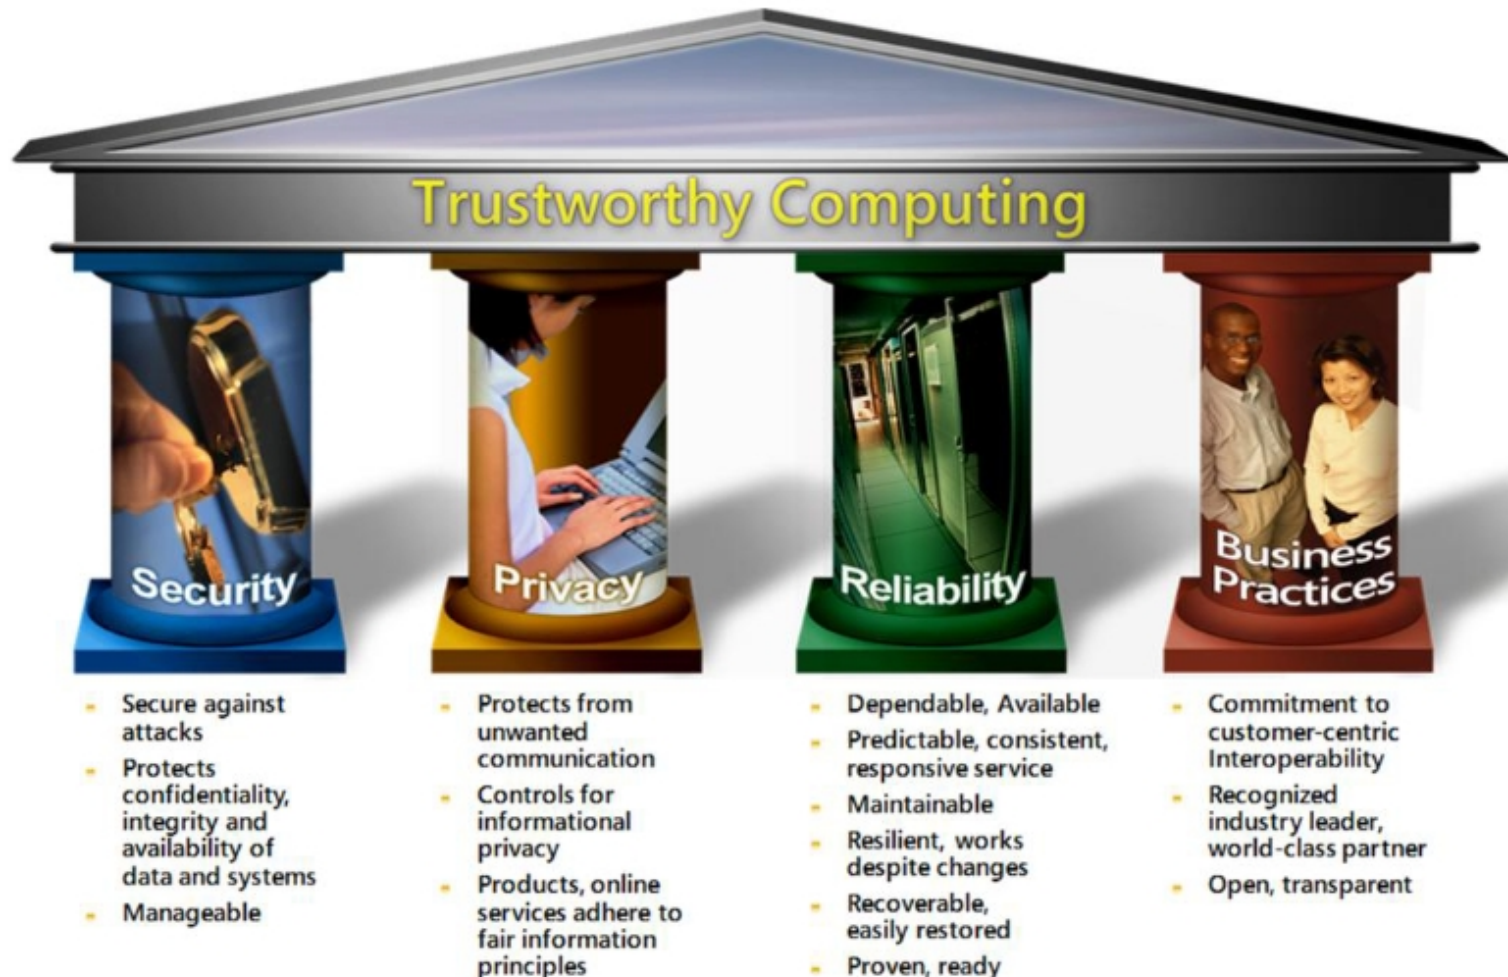 Trustworthy Computing
Security
Privacy
Reliability
Business
Practices
- Secure against
attacks
- Protects
confidentiality,
integrity and
availability of
data and systems
- Manageable
- Protects from
unwanted
communication
- Controls for
informational
privacy
- Products, online
services adhere to
fair information
principles
- Dependable, Available
- Predictable, consistent,
responsive service
- Maintainable
- Resilient, works
despite changes
- Recoverable,
easily restored
- Proven, ready
- Commitment to
customer-centric
Interoperability
- Recognized
industry leader,
world-class partner
- Open, transparent